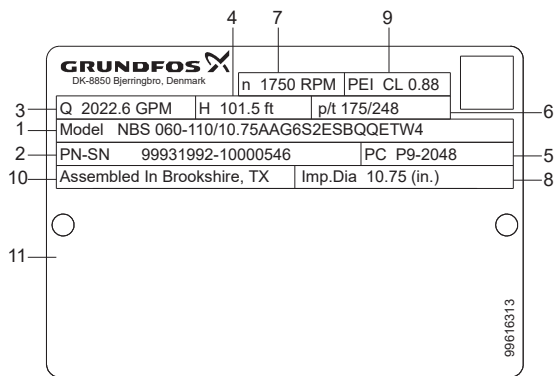 4 7 9
GRUNDFOS
DK-8850 Bjerringbro, Denmark
n 1750 RPM PEI CL 0.88
3 Q 2022.6 GPM H 101.5 ft p/t 175/248 6
1 Model NBS 060-110/10.75AAG6S2ESBQQETW4
2 PN-SN 99931992-10000546 PC P9-2048 5
10 Assembled In Brookshire, TX Imp.Dia 10.75 (in.) 8
11
99616313